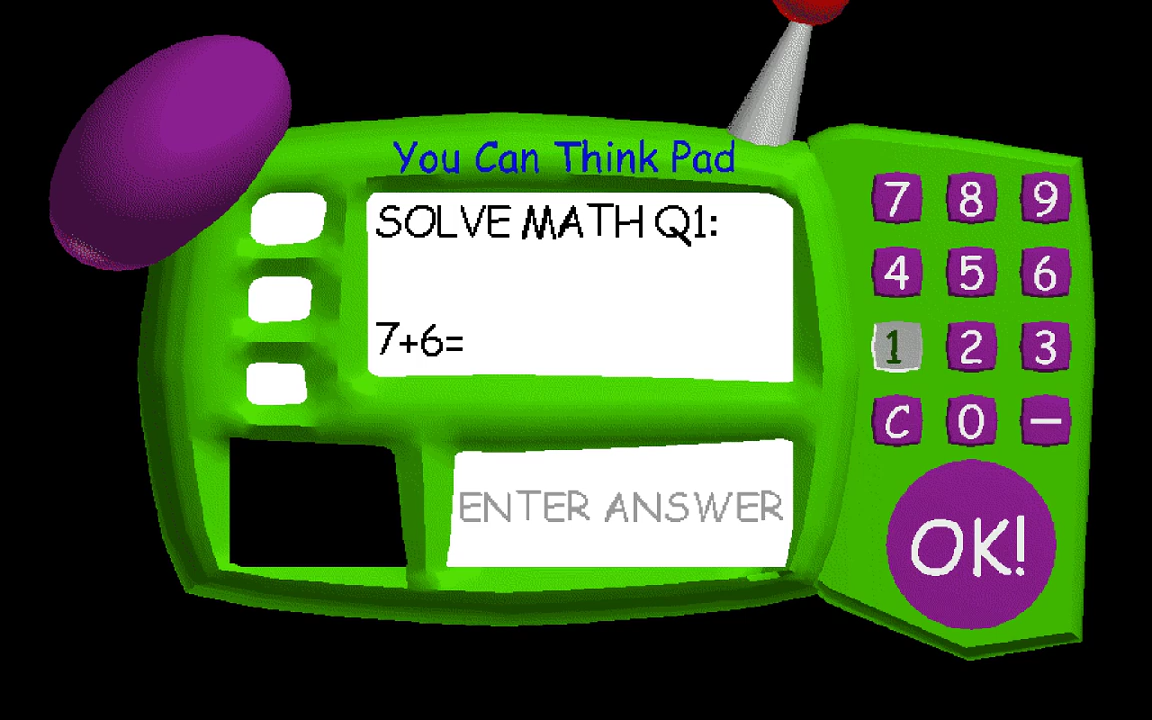 You Can Think Pad
SOLVE MATH Q1:
7+6=
ENTER ANSWER
7 8 9
4 5 6
1 2 3
C 0 −
OK!